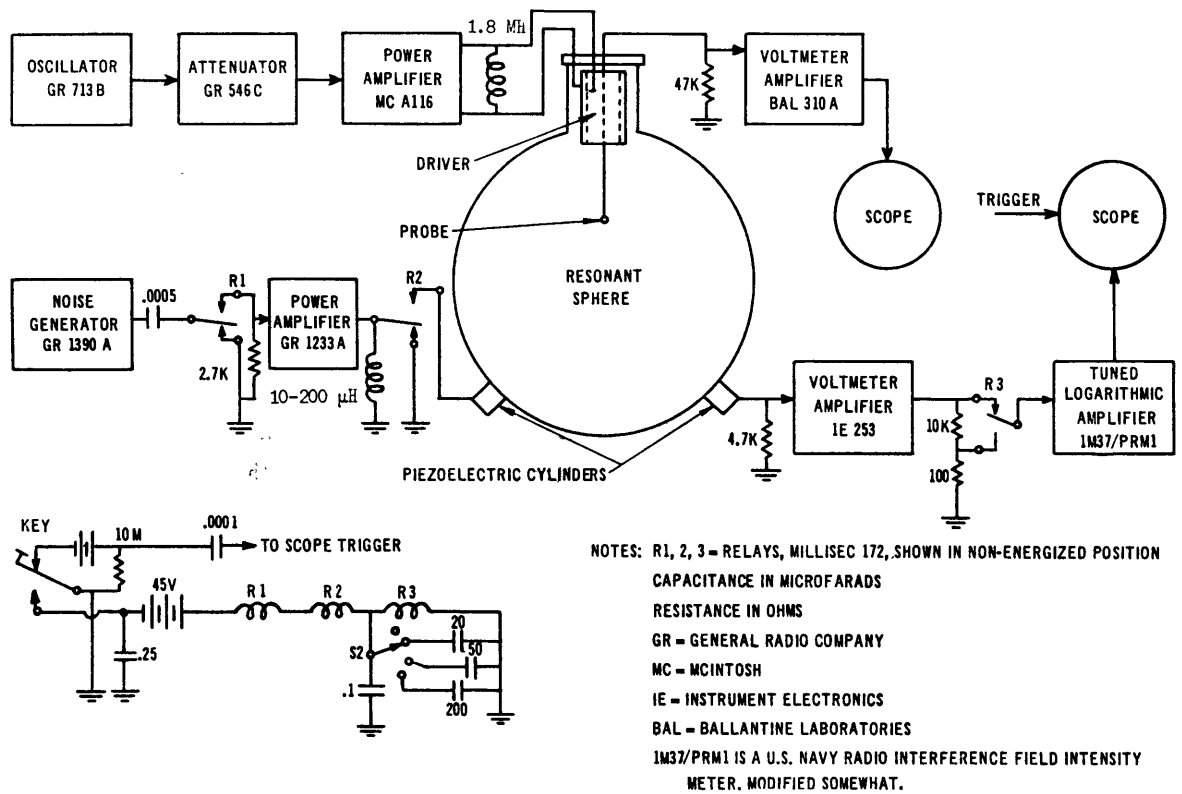 1.8 MH
OSCILLATOR
GR 713 B
ATTENUATOR
GR 546 C
POWER
AMPLIFIER
MC A116
47K
VOLTMETER
AMPLIFIER
BAL 310 A
DRIVER
PROBE
SCOPE
TRIGGER
SCOPE
RESONANT
SPHERE
NOISE
GENERATOR
GR 1390 A
.0005
R1
2.7K
POWER
AMPLIFIER
GR 1233 A
10-200 μH
R2
PIEZOELECTRIC CYLINDERS
4.7K
VOLTMETER
AMPLIFIER
IE 253
R3
10K
100
TUNED
LOGARITHMIC
AMPLIFIER
1M37/PRM1
KEY
10 M
.0001
TO SCOPE TRIGGER
45V
.25
R1
R2
R3
S2
.1
20
50
200
NOTES: R1, 2, 3 = RELAYS, MILLISEC 172, SHOWN IN NON-ENERGIZED POSITION
CAPACITANCE IN MICROFARADS
RESISTANCE IN OHMS
GR = GENERAL RADIO COMPANY
MC = MCINTOSH
IE = INSTRUMENT ELECTRONICS
BAL = BALLANTINE LABORATORIES
1M37/PRM1 IS A U.S. NAVY RADIO INTERFERENCE FIELD INTENSITY
METER, MODIFIED SOMEWHAT.